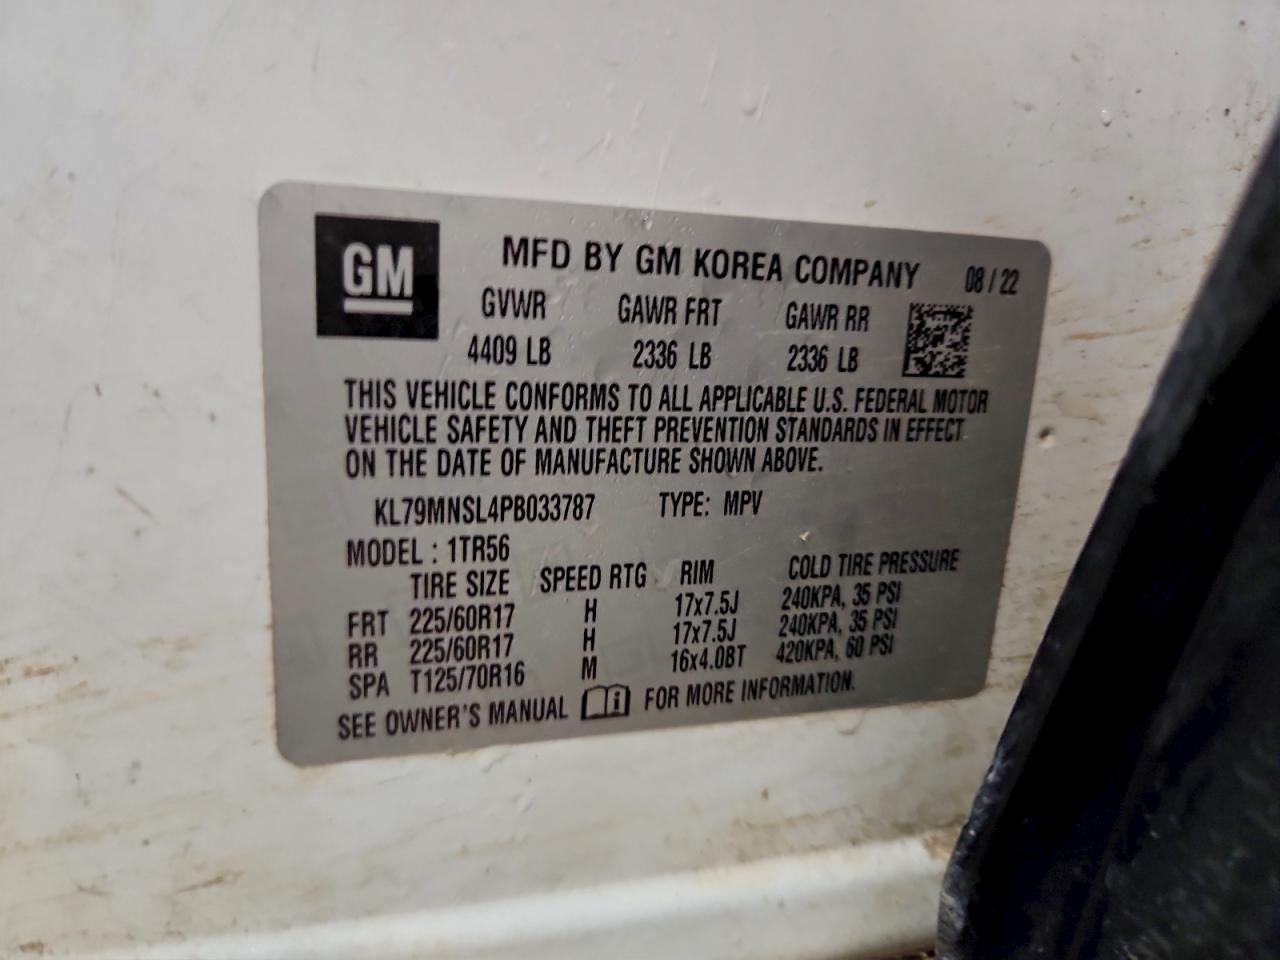 GM
MFD BY GM KOREA COMPANY 08 / 22
GVWR GAWR FRT GAWR RR
4409 LB 2336 LB 2336 LB
THIS VEHICLE CONFORMS TO ALL APPLICABLE U.S. FEDERAL MOTOR
VEHICLE SAFETY AND THEFT PREVENTION STANDARDS IN EFFECT
ON THE DATE OF MANUFACTURE SHOWN ABOVE.
KL79MNSL4PB033787 TYPE: MPV
MODEL : 1TR56
TIRE SIZE SPEED RTG RIM COLD TIRE PRESSURE
FRT 225/60R17 H 17x7.5J 240KPA, 35 PSI
RR 225/60R17 H 17x7.5J 240KPA, 35 PSI
SPA T125/70R16 M 16x4.0BT 420KPA, 60 PSI
SEE OWNER'S MANUAL i FOR MORE INFORMATION.